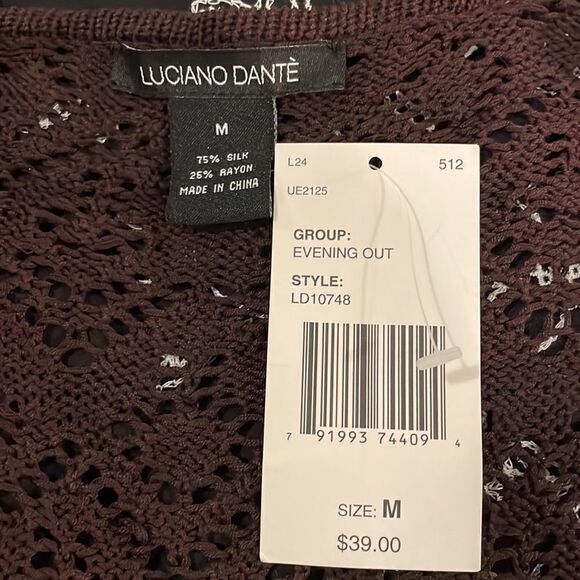 LUCIANO DANTÈ
M
75% SILK
25% RAYON
MADE IN CHINA
L24 512
UE2125
GROUP:
EVENING OUT
STYLE:
LD10748
7 91993 74409 4
SIZE: M
$39.00